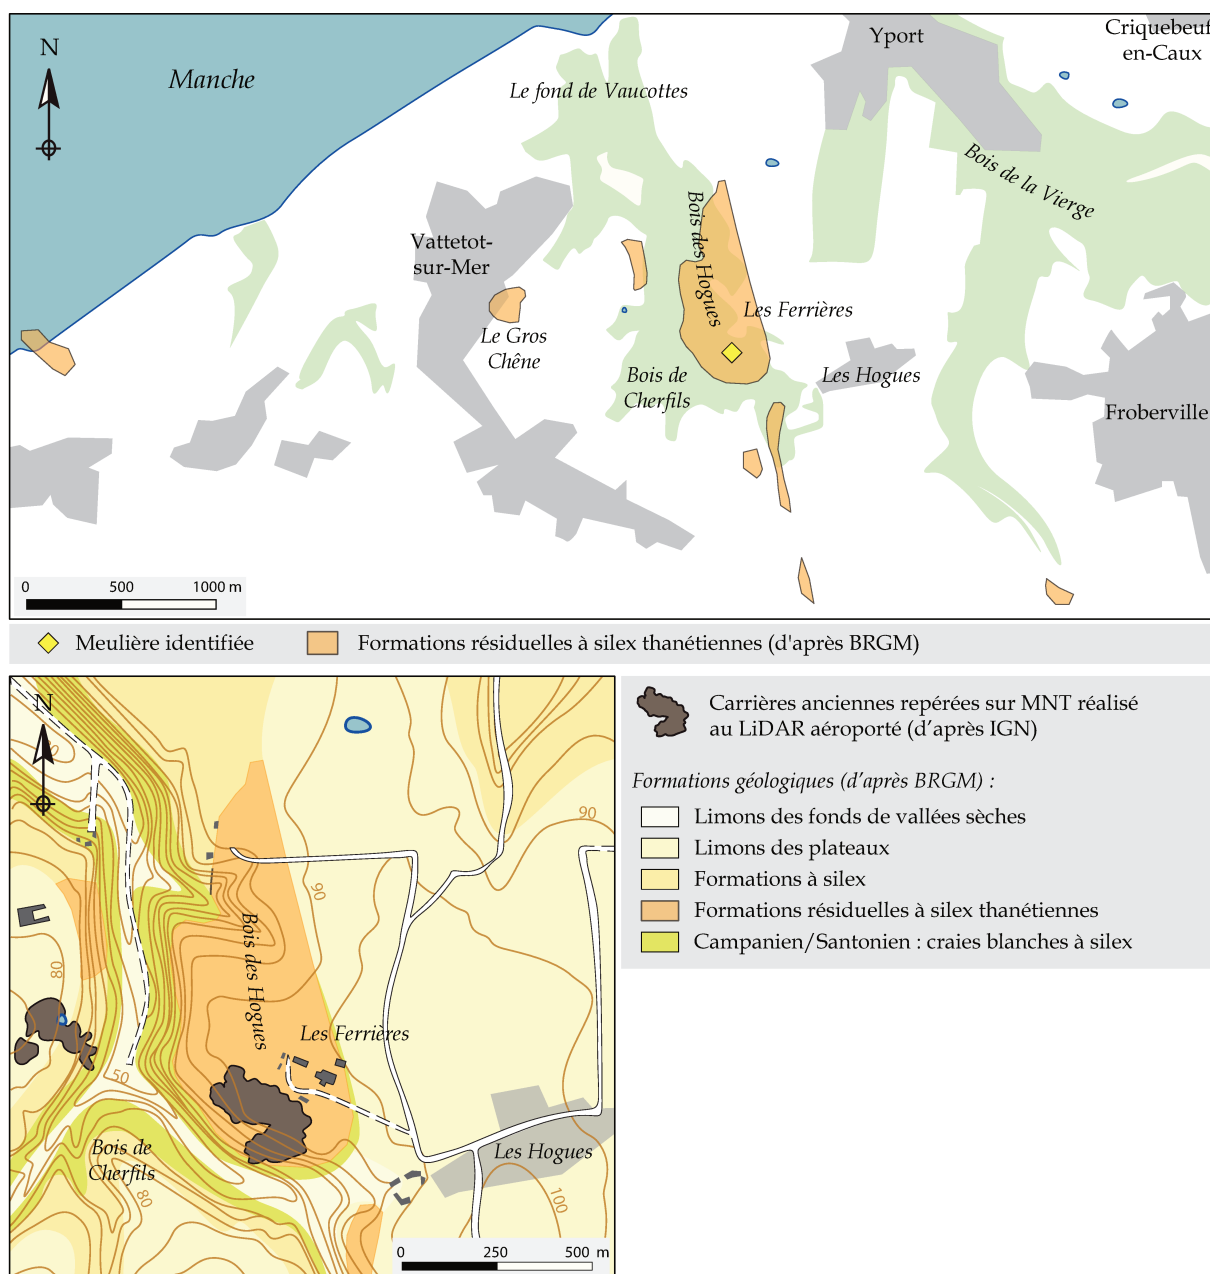 N
Manche
Le fond de Vaucottes
Yport
Criquebeuf
en-Caux
Bois de la Vierge
Bois des Hogues
Vattetot-
sur-Mer
Le Gros
Chêne
Les Ferrières
Bois de
Cherfils
Les Hogues
Froberville
0 500 1000 m
Meulière identifiée
Formations résiduelles à silex thanétiennes (d'après BRGM)
N
90
90
80
Bois des Hogues
Les Ferrières
50
Bois de
Cherfils
80
Les Hogues
100
0 250 500 m
Carrières anciennes repérées sur MNT réalisé
au LiDAR aéroporté (d’après IGN)
Formations géologiques (d’après BRGM) :
Limons des fonds de vallées sèches
Limons des plateaux
Formations à silex
Formations résiduelles à silex thanétiennes
Campanien/Santonien : craies blanches à silex